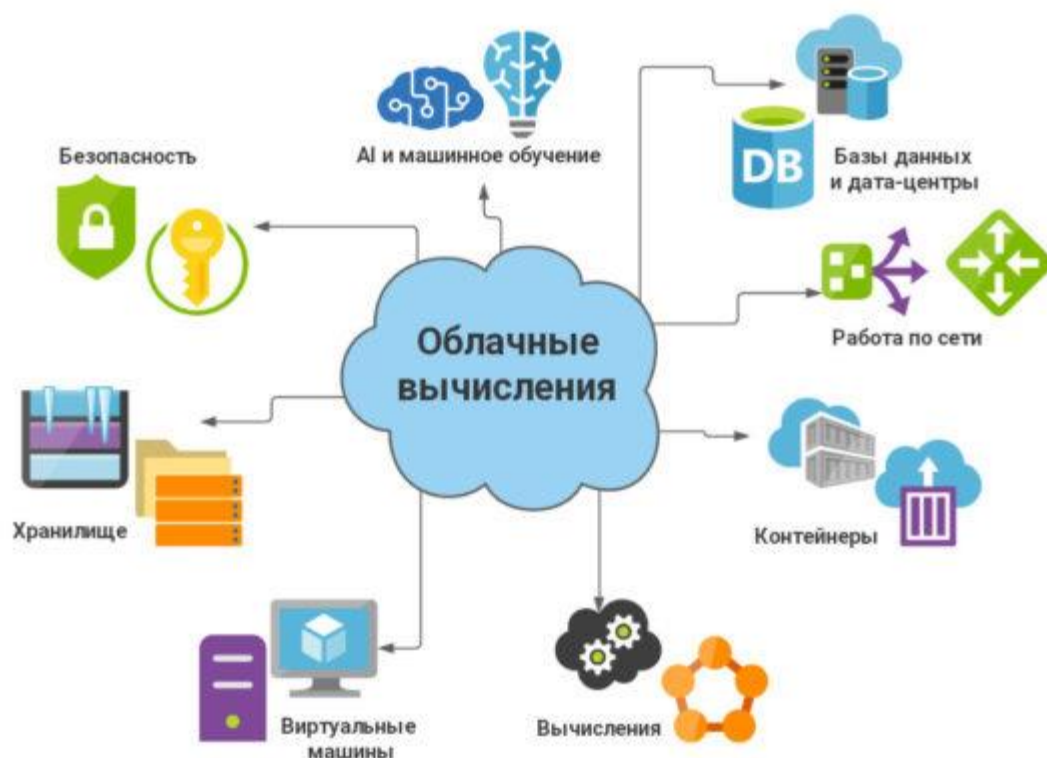 AI и машинное обучение
Безопасность
DB
Базы данных
и дата-центры
Облачные
вычисления
Работа по сети
Хранилище
Контейнеры
Виртуальные
машины
Вычисления